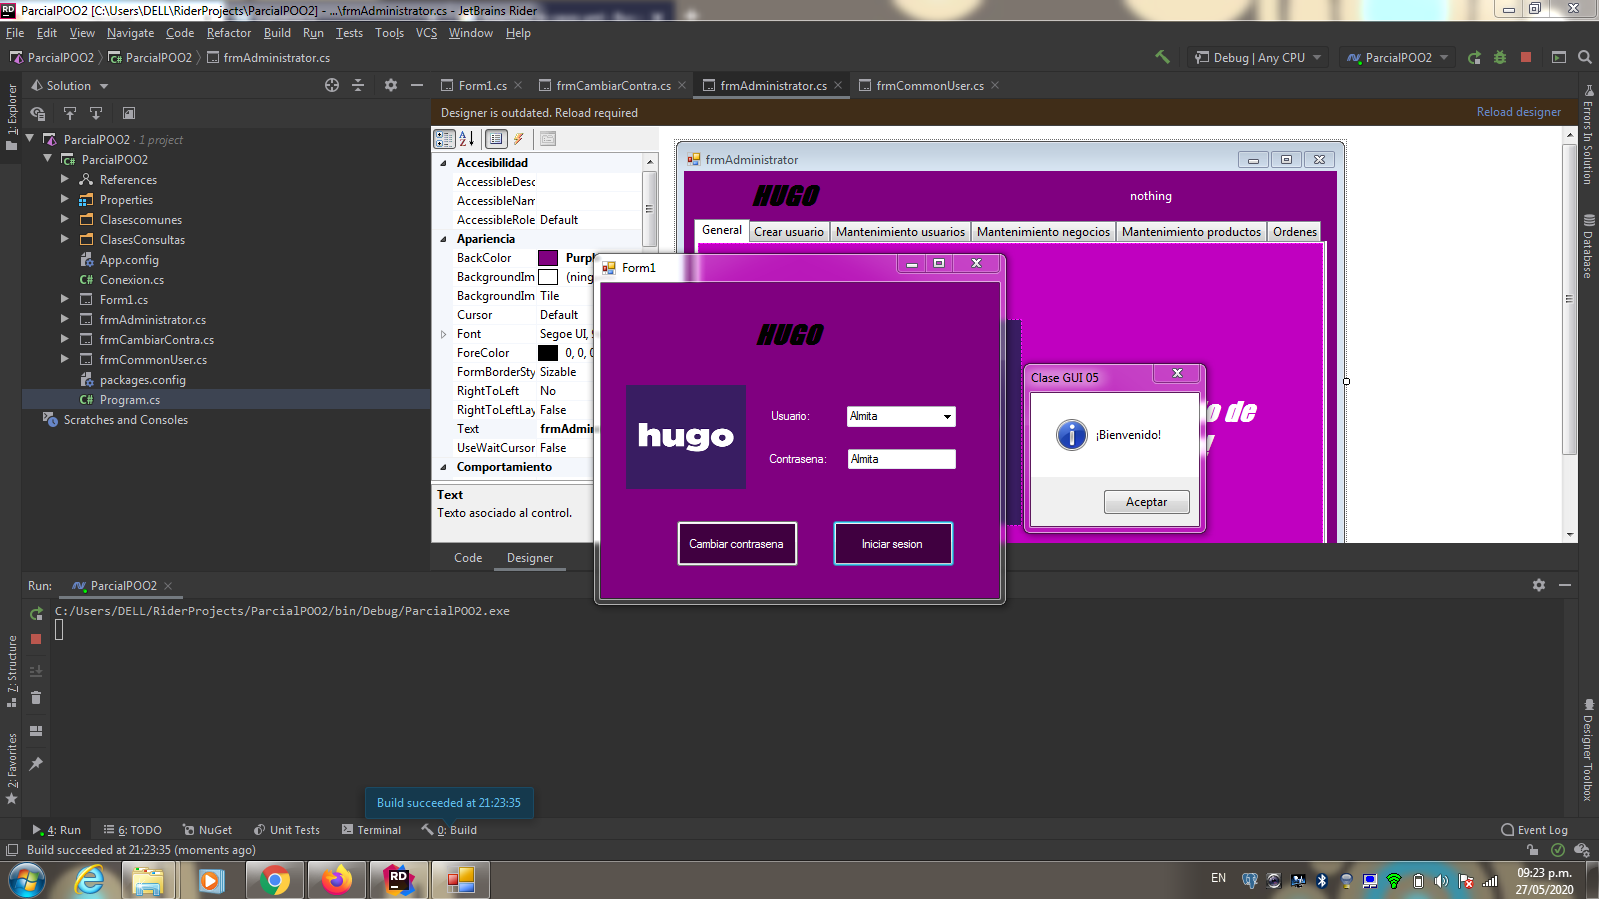 ParcialPOO2 [C:\Users\DELL\RiderProjects\ParcialPOO2] - ...\frmAdministrator.cs - JetBrains Rider
File Edit View Navigate Code Refactor Build Run Tests Tools VCS Window Help
ParcialPOO2 ParcialPOO2 frmAdministrator.cs
Debug | Any CPU ParcialPOO2
Solution
Form1.cs frmCambiarContra.cs frmAdministrator.cs frmCommonUser.cs
Designer is outdated. Reload required Reload designer
1: Explorer
ParcialPOO2 · 1 project
ParcialPOO2
References
Properties
Clasescomunes
ClasesConsultas
App.config
Conexion.cs
Form1.cs
frmAdministrator.cs
frmCambiarContra.cs
frmCommonUser.cs
packages.config
Program.cs
Scratches and Consoles
Accesibilidad
AccessibleDesc
AccessibleNam
AccessibleRole Default
Apariencia
BackColor Purpl
BackgroundIm (ning
BackgroundIm Tile
Cursor Default
Font Segoe UI, 9
ForeColor 0, 0, 0
FormBorderSty Sizable
RightToLeft No
RightToLeftLay False
Text frmAdmin
UseWaitCursor False
Comportamiento
Text
Texto asociado al control.
Code Designer
frmAdministrator
HUGO nothing
General Crear usuario Mantenimiento usuarios Mantenimiento negocios Mantenimiento productos Ordenes
o de
!
Form1
HUGO
hugo
Usuario: Almita
Contrasena: Almita
Cambiar contrasena Iniciar sesion
Clase GUI 05
¡Bienvenido!
Aceptar
Errors In Solution
Database
Designer Toolbox
Run: ParcialPOO2
C:/Users/DELL/RiderProjects/ParcialPOO2/bin/Debug/ParcialPOO2.exe
7: Structure
2: Favorites
Build succeeded at 21:23:35
4: Run 6: TODO NuGet Unit Tests Terminal 0: Build Event Log
Build succeeded at 21:23:35 (moments ago)
EN
09:23 p.m.
27/05/2020